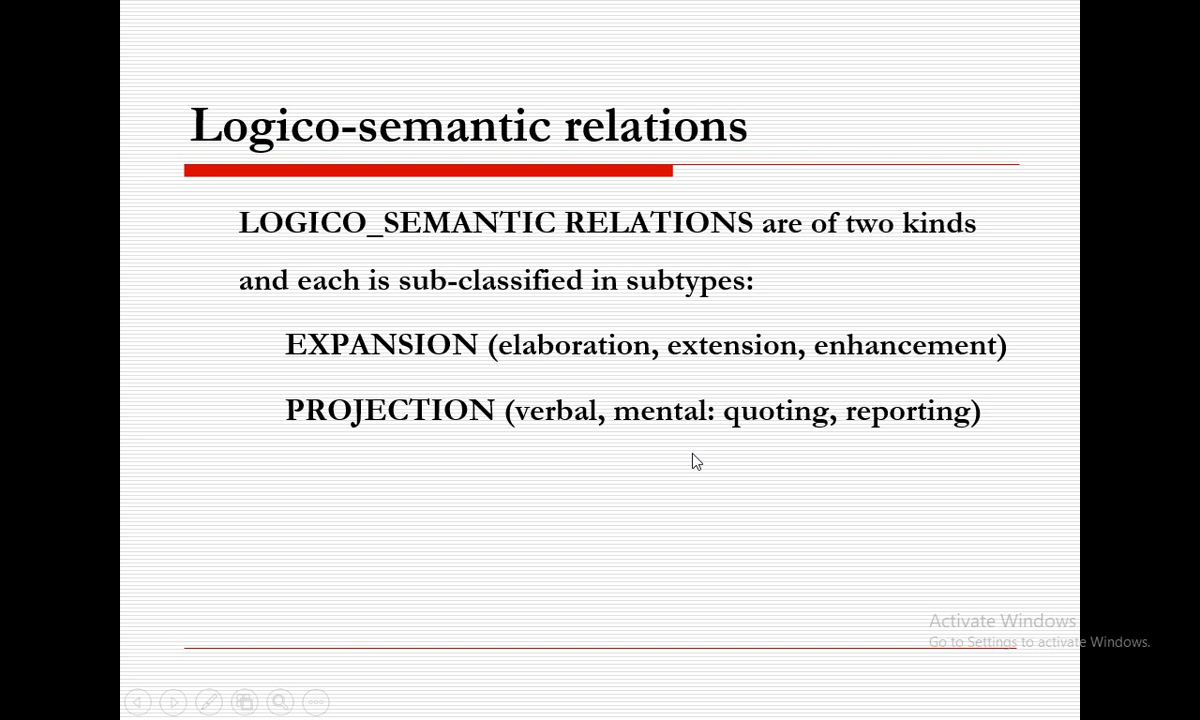 Logico-semantic relations
LOGICO_SEMANTIC RELATIONS are of two kinds
and each is sub-classified in subtypes:
EXPANSION (elaboration, extension, enhancement)
PROJECTION (verbal, mental: quoting, reporting)
Activate Windows
Go to Settings to activate Windows.